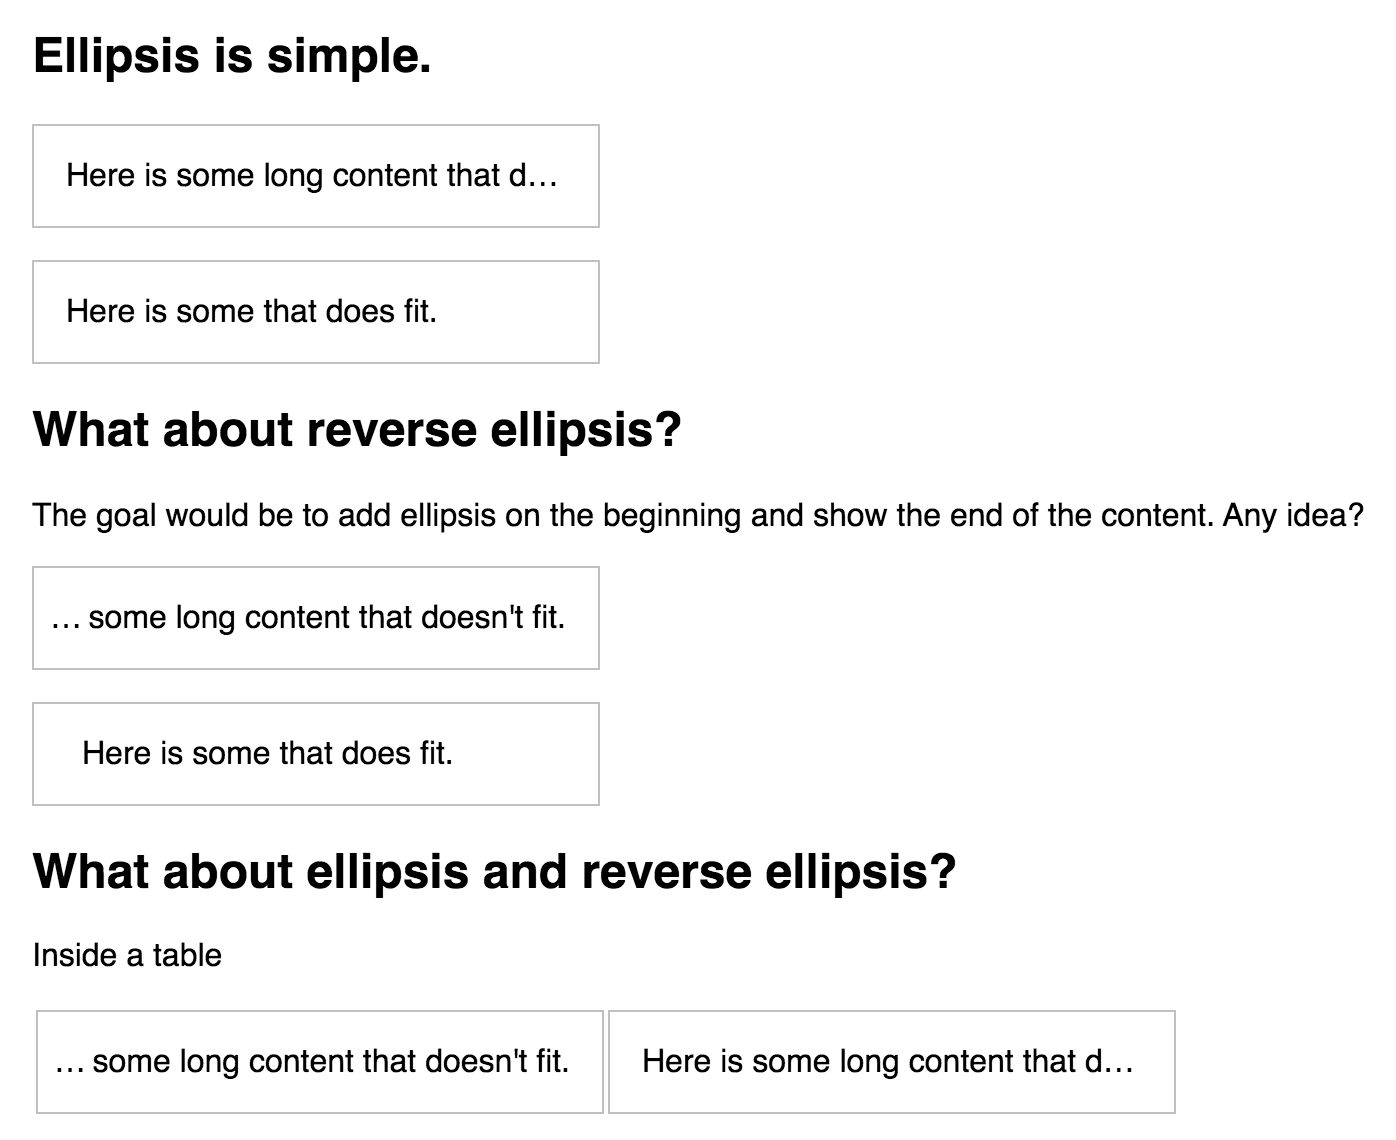 Ellipsis is simple.
Here is some long content that d…
Here is some that does fit.
What about reverse ellipsis?
The goal would be to add ellipsis on the beginning and show the end of the content. Any idea?
… some long content that doesn't fit.
Here is some that does fit.
What about ellipsis and reverse ellipsis?
Inside a table
… some long content that doesn't fit. Here is some long content that d…